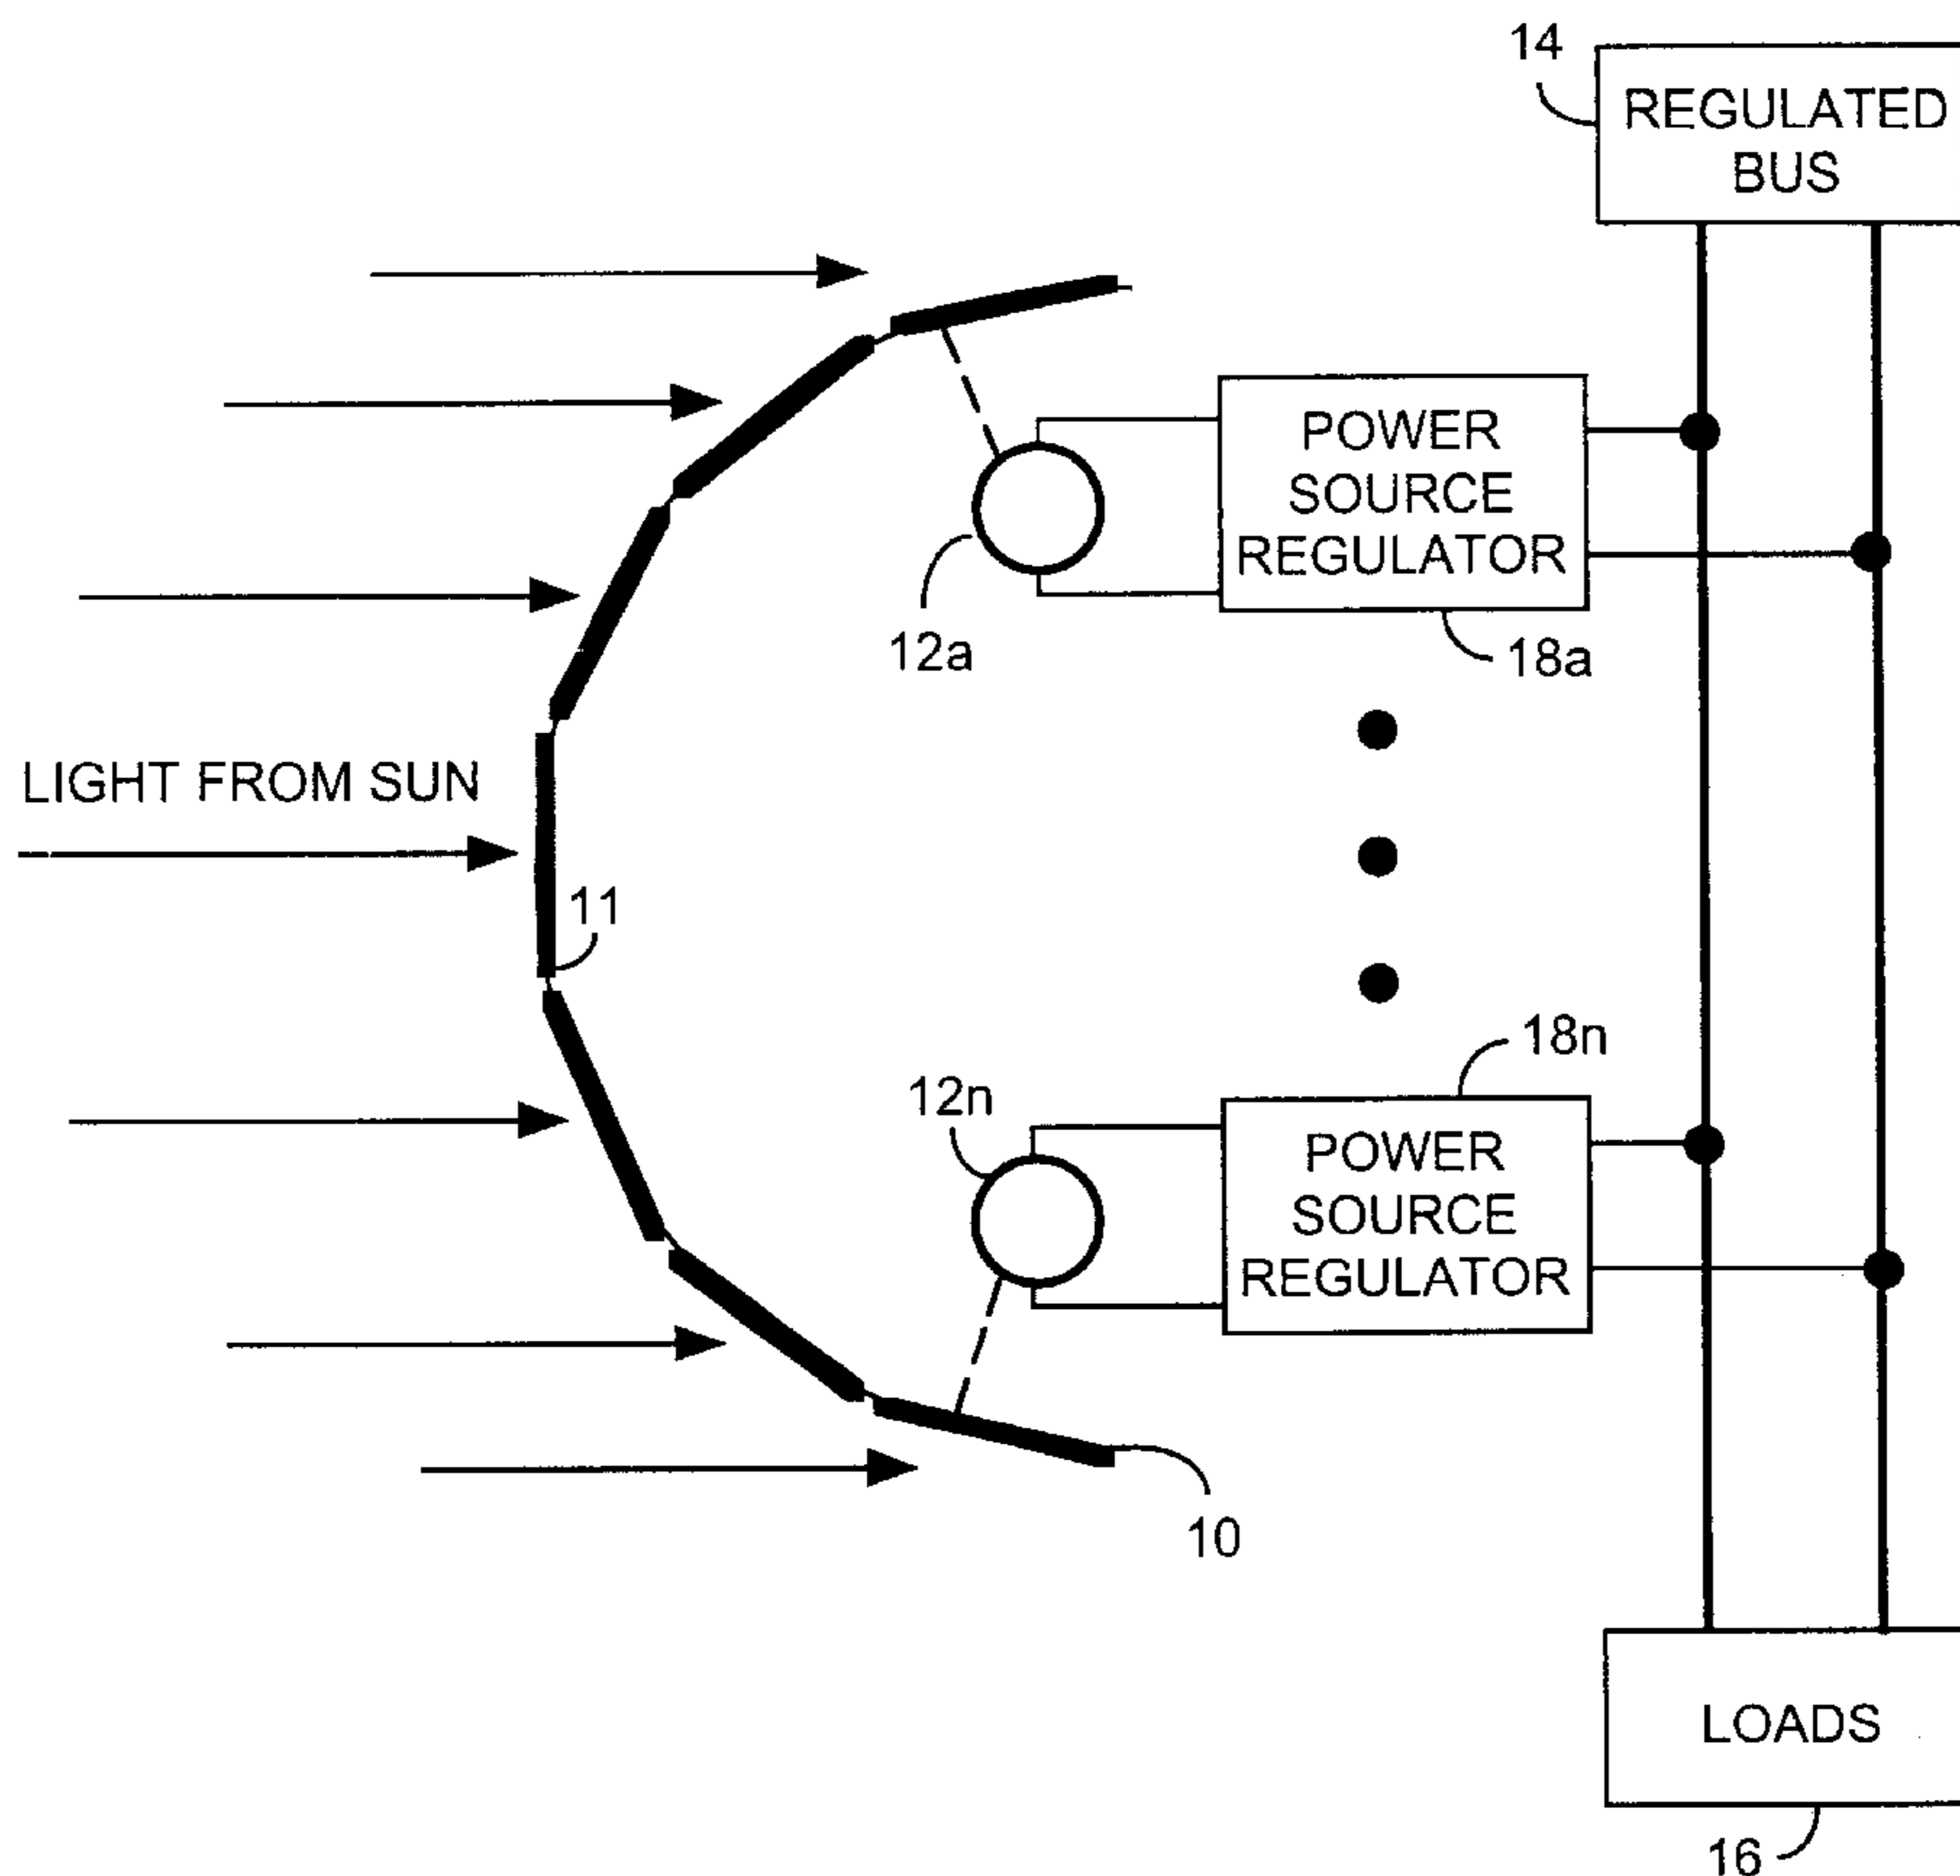 14
REGULATED
BUS
POWER
SOURCE
REGULATOR
12a
18a
LIGHT FROM SUN
11
18n
12n
POWER
SOURCE
REGULATOR
10
LOADS
16